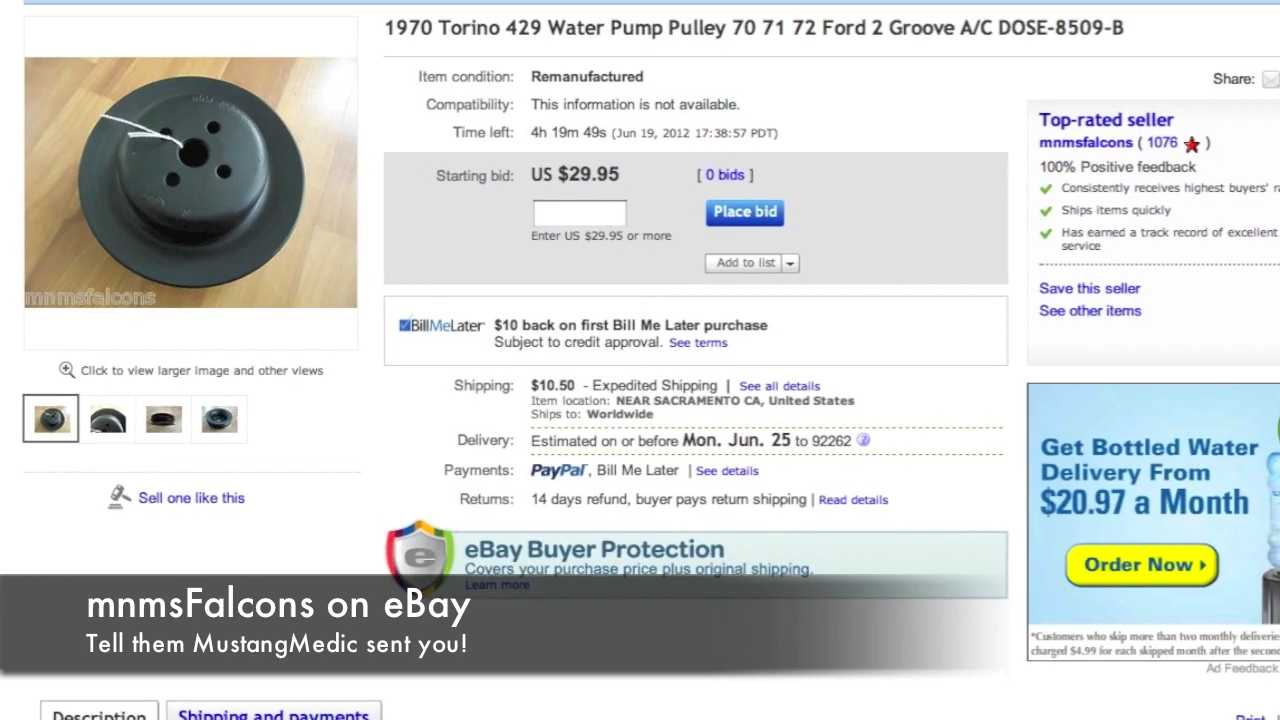 1970 Torino 429 Water Pump Pulley 70 71 72 Ford 2 Groove A/C DOSE-8509-B
Item condition: Remanufactured
Compatibility: This information is not available.
Time left: 4h 19m 49s (Jun 19, 2012 17:38:57 PDT)
Starting bid: US $29.95 [ 0 bids ]
Place bid
Enter US $29.95 or more
Add to list
BillMeLater $10 back on first Bill Me Later purchase
Subject to credit approval. See terms
Shipping: $10.50 - Expedited Shipping | See all details
Item location: NEAR SACRAMENTO CA, United States
Ships to: Worldwide
Delivery: Estimated on or before Mon. Jun. 25 to 92262
Payments: PayPal, Bill Me Later | See details
Returns: 14 days refund, buyer pays return shipping | Read details
e
eBay Buyer Protection
Covers your purchase price plus original shipping.
Learn more
mnmsfalcons
Click to view larger image and other views
Sell one like this
Share:
Top-rated seller
mnmsfalcons ( 1076 )
100% Positive feedback
Consistently receives highest buyers'
Ships items quickly
Has earned a track record of excellent
service
Save this seller
See other items
Get Bottled Water
Delivery From
$20.97 a Month
Order Now
*Customers who skip more than two monthly
charged $4.99 for each skipped month after the
Ad Feedback
mnmsFalcons on eBay
Tell them MustangMedic sent you!
Description
Shipping and payments
Print